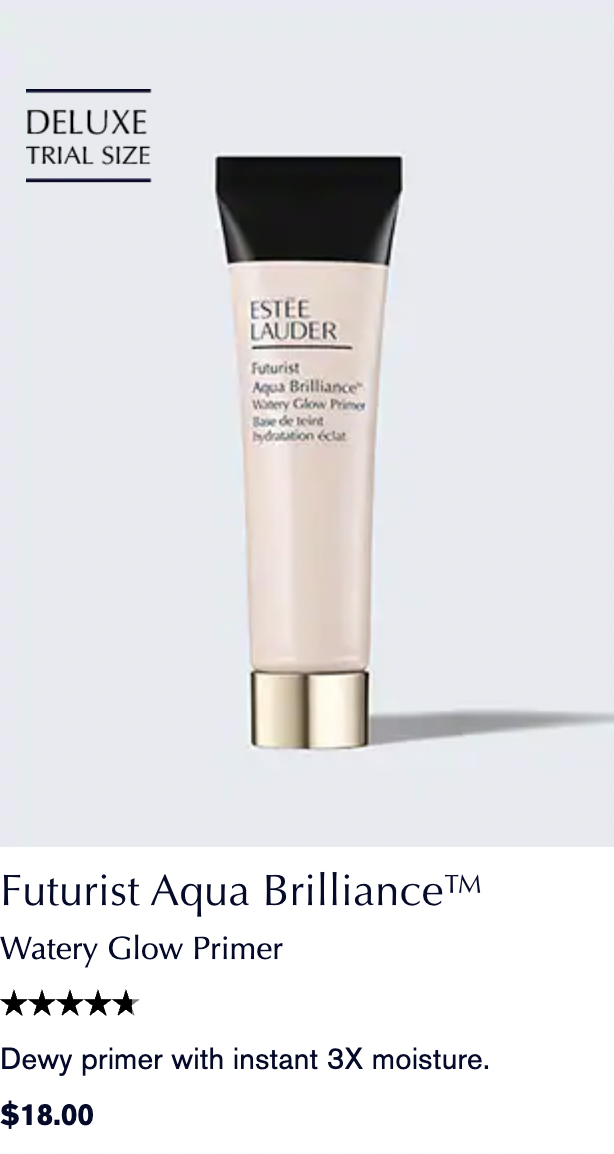 DELUXE
TRIAL SIZE
ESTĒE
LAUDER
Futurist
Aqua Brilliance™
Watery Glow Primer
Base de teint
hydratation éclat
Futurist Aqua Brilliance™
Watery Glow Primer
Dewy primer with instant 3X moisture.
$18.00